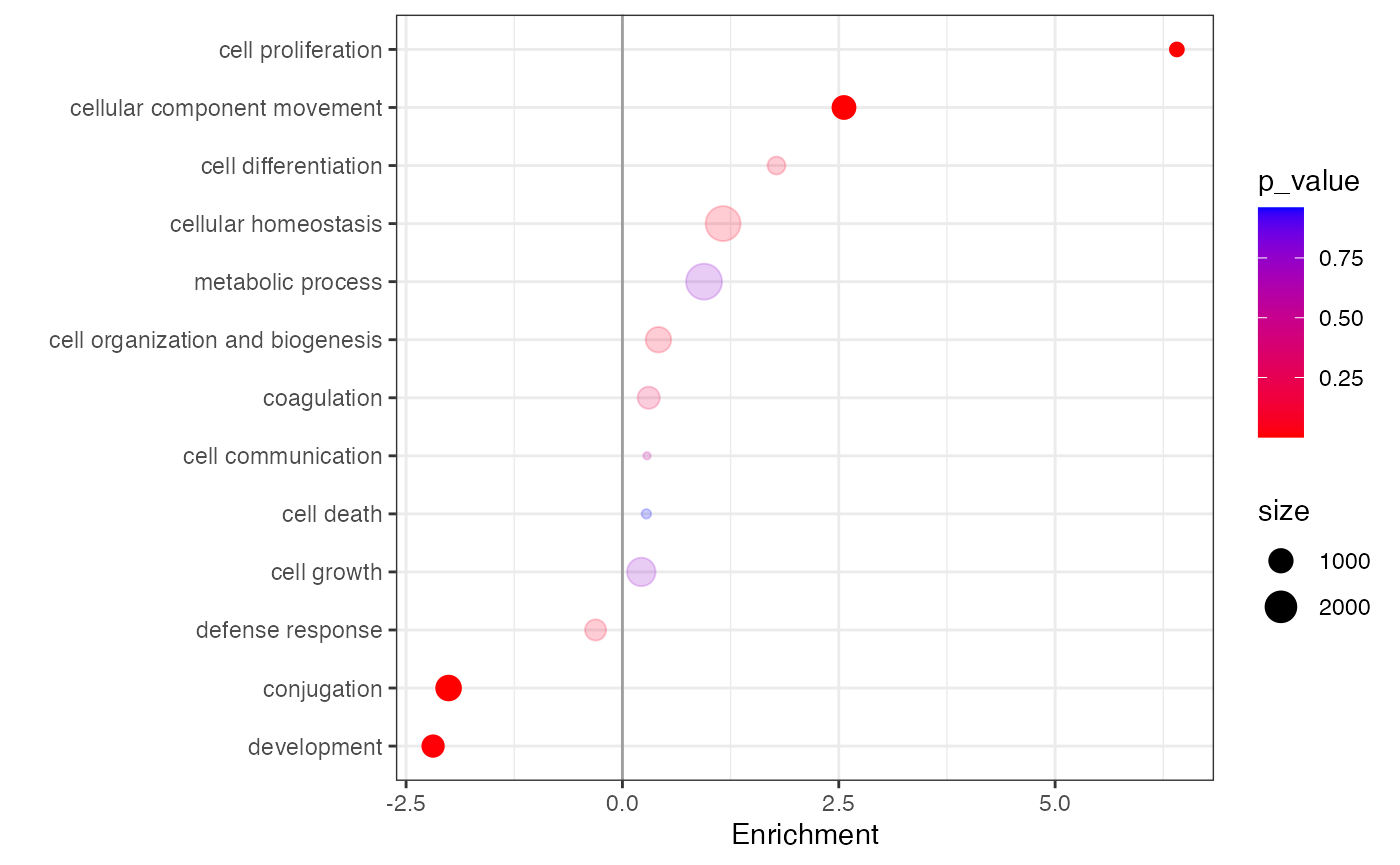 cell proliferation
cellular component movement
cell differentiation
cellular homeostasis
metabolic process
cell organization and biogenesis
coagulation
cell communication
cell death
cell growth
defense response
conjugation
development
-2.5 0.0 2.5 5.0
Enrichment
p_value
0.75
0.50
0.25
size
1000
2000